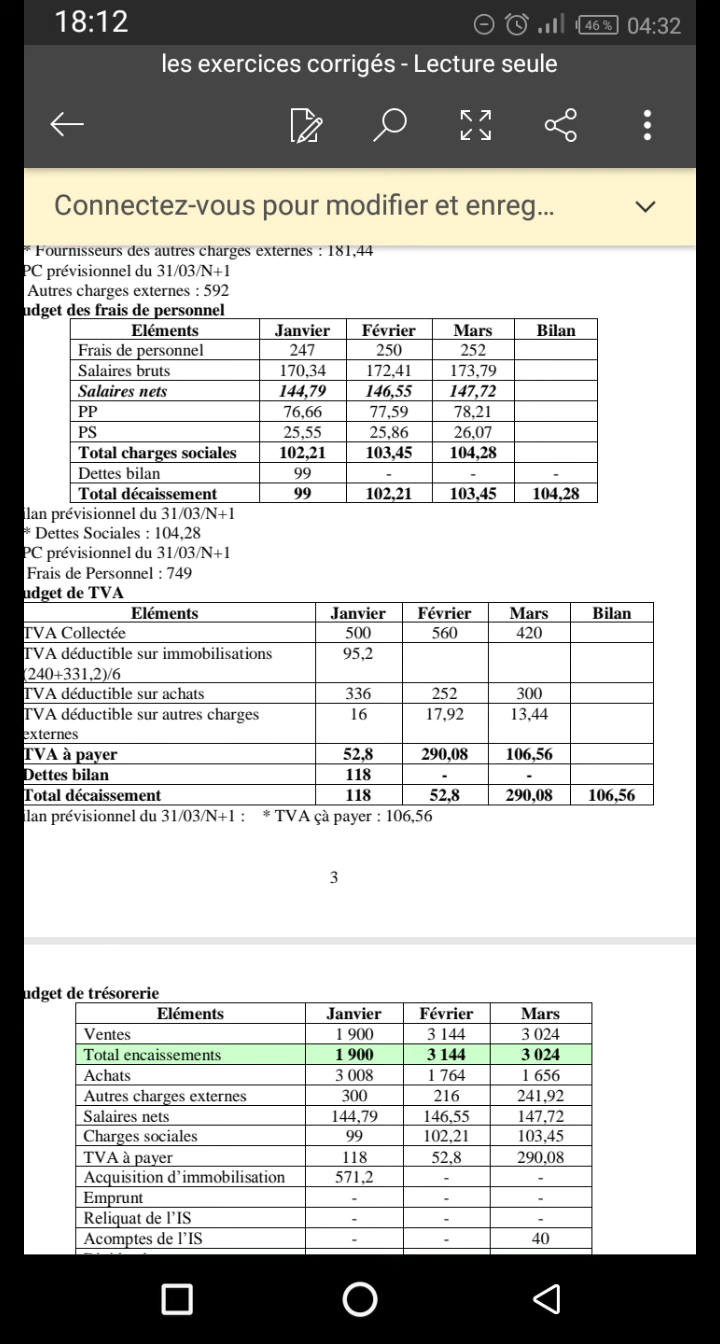 18:12 46 % 04:32
les exercices corrigés - Lecture seule
Connectez-vous pour modifier et enreg...
* Fournisseurs des autres charges externes : 181,44
PC prévisionnel du 31/03/N+1
Autres charges externes : 592
udget des frais de personnel
Eléments Janvier Février Mars Bilan
Frais de personnel 247 250 252
Salaires bruts 170,34 172,41 173,79
Salaires nets 144,79 146,55 147,72
PP 76,66 77,59 78,21
PS 25,55 25,86 26,07
Total charges sociales 102,21 103,45 104,28
Dettes bilan 99 - - -
Total décaissement 99 102,21 103,45 104,28
ilan prévisionnel du 31/03/N+1
* Dettes Sociales : 104,28
PC prévisionnel du 31/03/N+1
Frais de Personnel : 749
udget de TVA
Eléments Janvier Février Mars Bilan
TVA Collectée 500 560 420
TVA déductible sur immobilisations 95,2
(240+331,2)/6
TVA déductible sur achats 336 252 300
TVA déductible sur autres charges 16 17,92 13,44
externes
TVA à payer 52,8 290,08 106,56
Dettes bilan 118 - -
Total décaissement 118 52,8 290,08 106,56
ilan prévisionnel du 31/03/N+1 : * TVA çà payer : 106,56
3
udget de trésorerie
Eléments Janvier Février Mars
Ventes 1 900 3 144 3 024
Total encaissements 1 900 3 144 3 024
Achats 3 008 1 764 1 656
Autres charges externes 300 216 241,92
Salaires nets 144,79 146,55 147,72
Charges sociales 99 102,21 103,45
TVA à payer 118 52,8 290,08
Acquisition d'immobilisation 571,2 - -
Emprunt - - -
Reliquat de l'IS - - -
Acomptes de l'IS - - 40